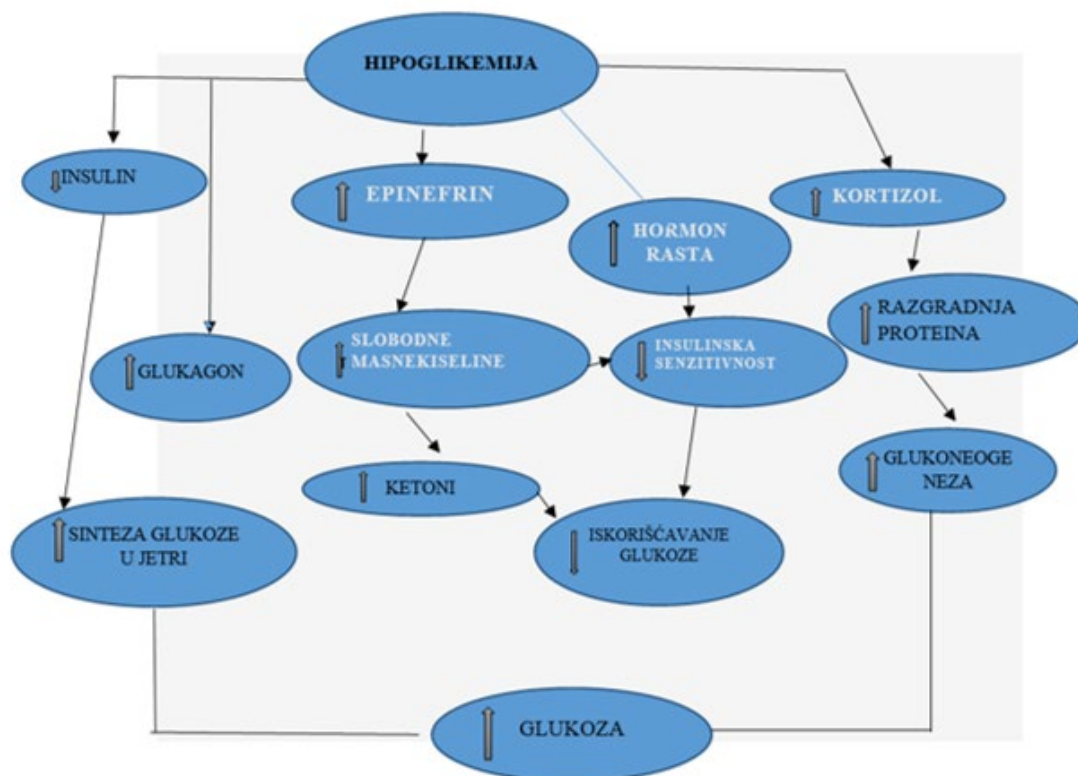 HIPOGLIKEMIJA
INSULIN
EPINEFRIN
KORTIZOL
HORMON
RASTA
RAZGRADNJA
PROTEINA
SLOBODNE
MASNEKISELINE
INSULINSKA
SENZITIVNOST
GLUKAGON
GLUKONEOGE
NEZA
KETONI
SINTEZA GLUKOZE
U JETRI
ISKORIŠĆAVANJE
GLUKOZE
GLUKOZA